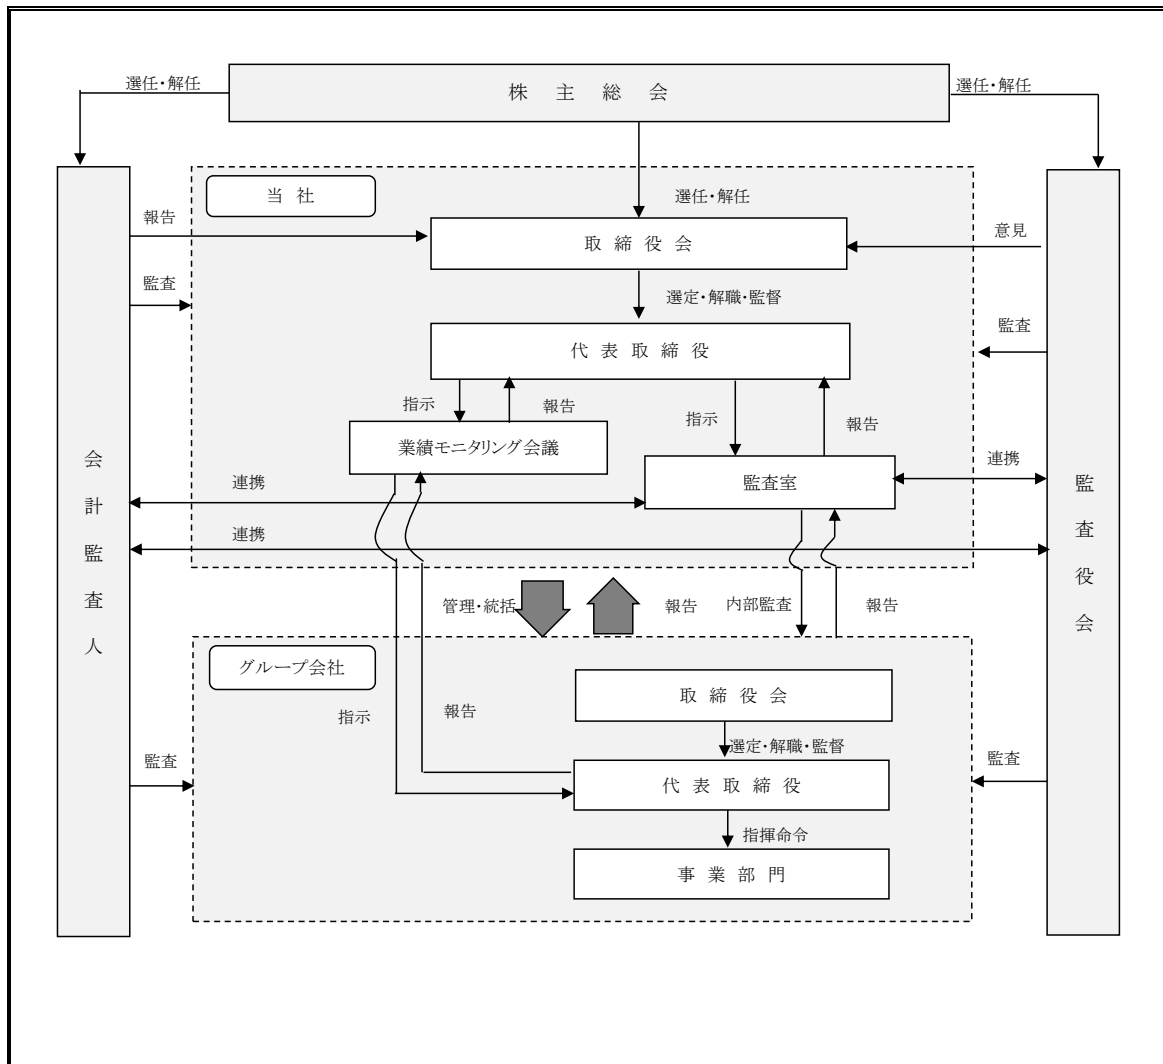 選任・解任
株 主 総 会
選任・解任
当 社
選任・解任
報告
取 締 役 会
意見
監査
選定・解職・監督
監査
代 表 取 締 役
指示
報告
指示
報告
業績モニタリング会議
会計監査人
連携
監査室
連携
監査役会
連携
管理・統括
報告
内部監査
報告
グループ会社
取 締 役 会
指示
報告
選定・解職・監督
監査
代 表 取 締 役
監査
指揮命令
事 業 部 門